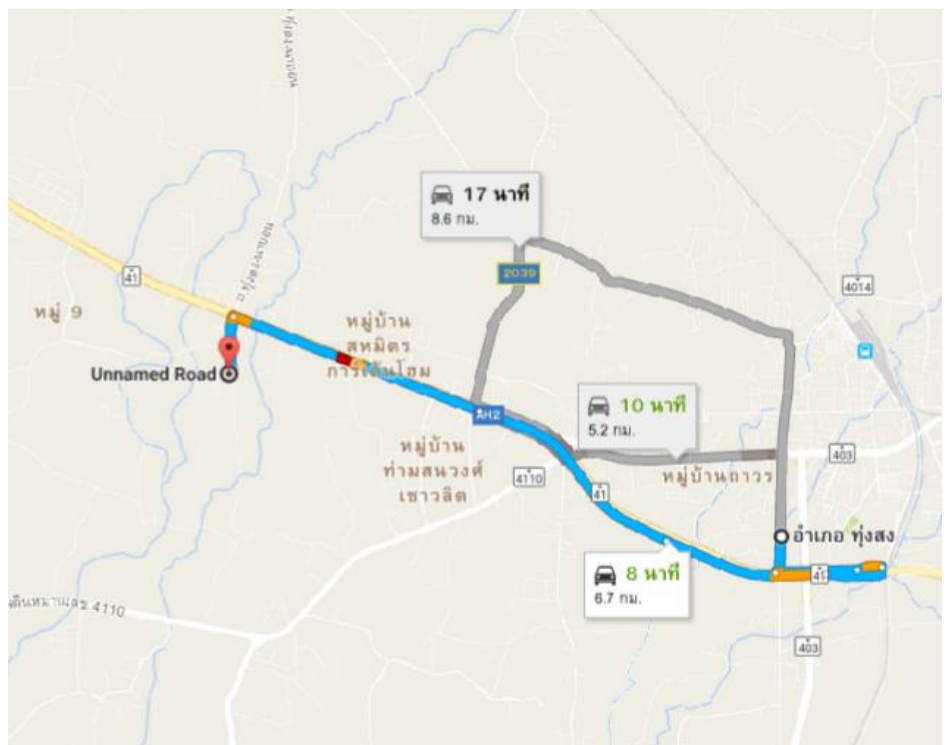 17 นาที
8.6 กม.
2039
41
4014
หมู่ 9
หมู่บ้าน
สหมิตร
Unnamed Road
AH2
10 นาที
5.2 กม.
หมู่บ้าน
ท่ามสนวงศ์
เชาวลิต
4110
หมู่บ้านถาวร
403
41
อำเภอ ทุ่งสง
8 นาที
6.7 กม.
41
4110
403